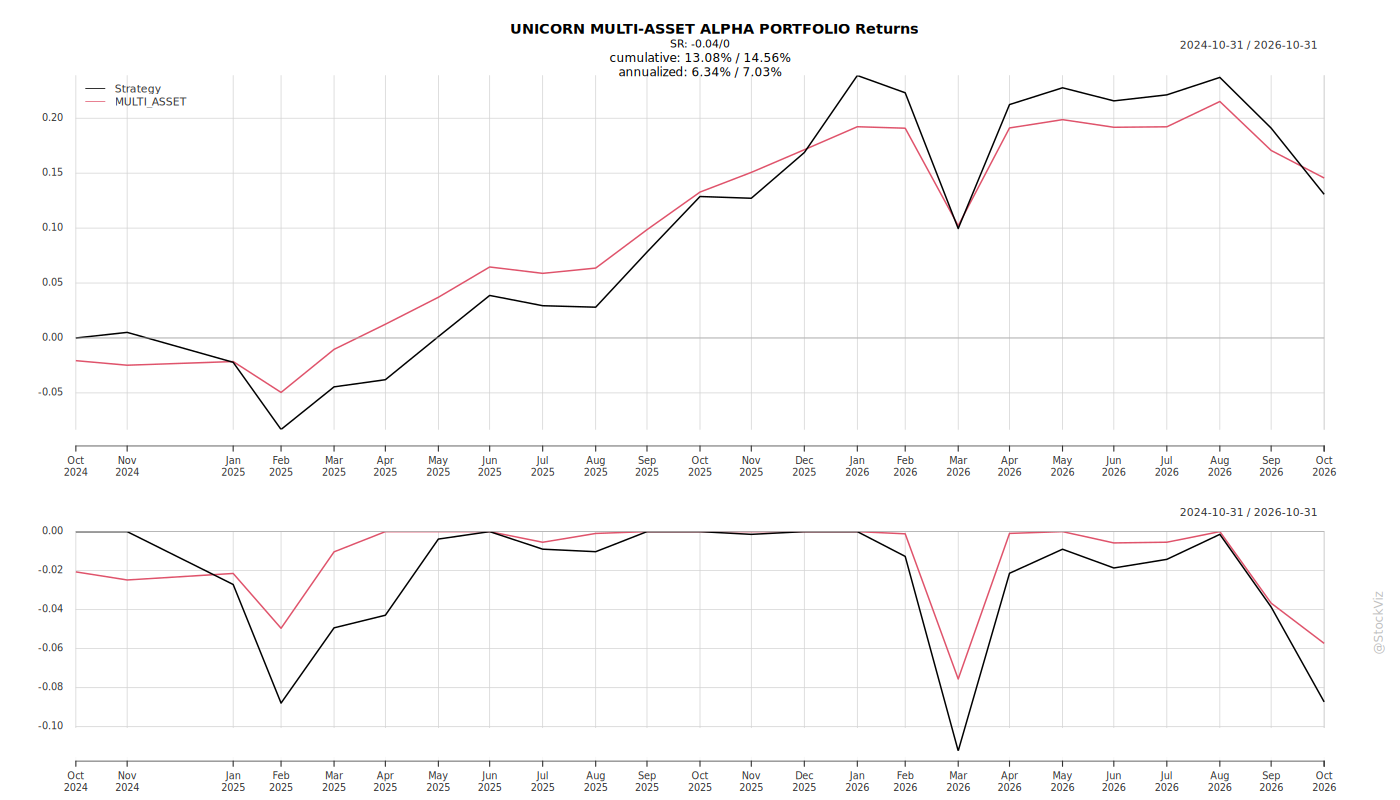 UNICORN MULTI-ASSET ALPHA PORTFOLIO Returns
SR: -0.04/0
cumulative: 13.08% / 14.56%
annualized: 6.34% / 7.03%
2024-10-31 / 2026-10-31
Strategy
MULTI_ASSET
0.20
0.15
0.10
0.05
0.00
-0.05
Oct Nov Jan Feb Mar Apr May Jun Jul Aug Sep Oct Nov Dec Jan Feb Mar Apr May Jun Jul Aug Sep Oct
2024 2024 2025 2025 2025 2025 2025 2025 2025 2025 2025 2025 2025 2025 2026 2026 2026 2026 2026 2026 2026 2026 2026 2026
2024-10-31 / 2026-10-31
0.00
-0.02
-0.04
-0.06
-0.08
-0.10
Oct Nov Jan Feb Mar Apr May Jun Jul Aug Sep Oct Nov Dec Jan Feb Mar Apr May Jun Jul Aug Sep Oct
2024 2024 2025 2025 2025 2025 2025 2025 2025 2025 2025 2025 2025 2025 2026 2026 2026 2026 2026 2026 2026 2026 2026 2026
@StockViz